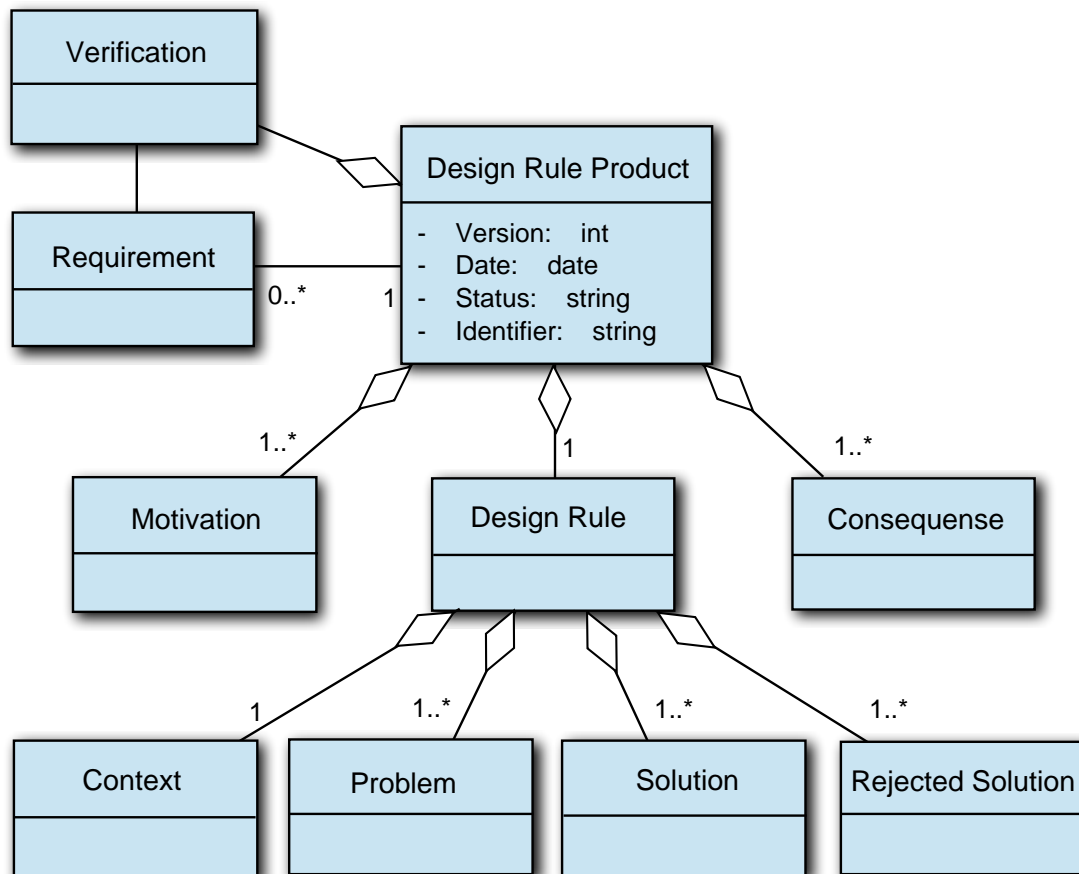 Verification
Design Rule Product
- Version: int
- Date: date
- Status: string
- Identifier: string
Requirement
0..*
1
1..*
1
1..*
Motivation
Design Rule
Consequense
1
1..*
1..*
1..*
Context
Problem
Solution
Rejected Solution